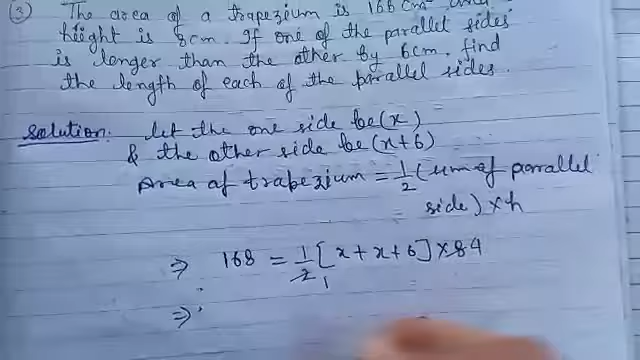 ③ The area of a trapezium is 168 cm² and
height is 8cm. If one of the parallel sides
is longer than the other by 6cm. find
the length of each of the parallel sides.
solution: let the one side be (x)
& the other side be (x+6)
Area of trapezium = 1/2 (sum of parallel
side) × h
⇒ 168 = 1/2 [x + x + 6] × 8 4
1
⇒